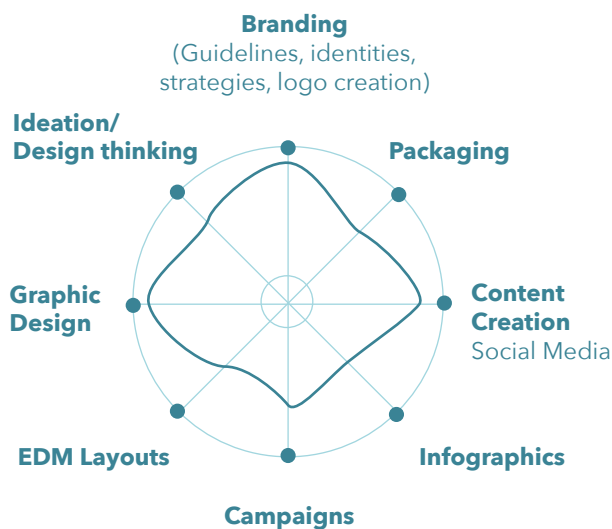 Branding
(Guidelines, identities,
strategies, logo creation)
Ideation/
Design thinking
Packaging
Graphic
Design
Content
Creation
Social Media
EDM Layouts
Infographics
Campaigns